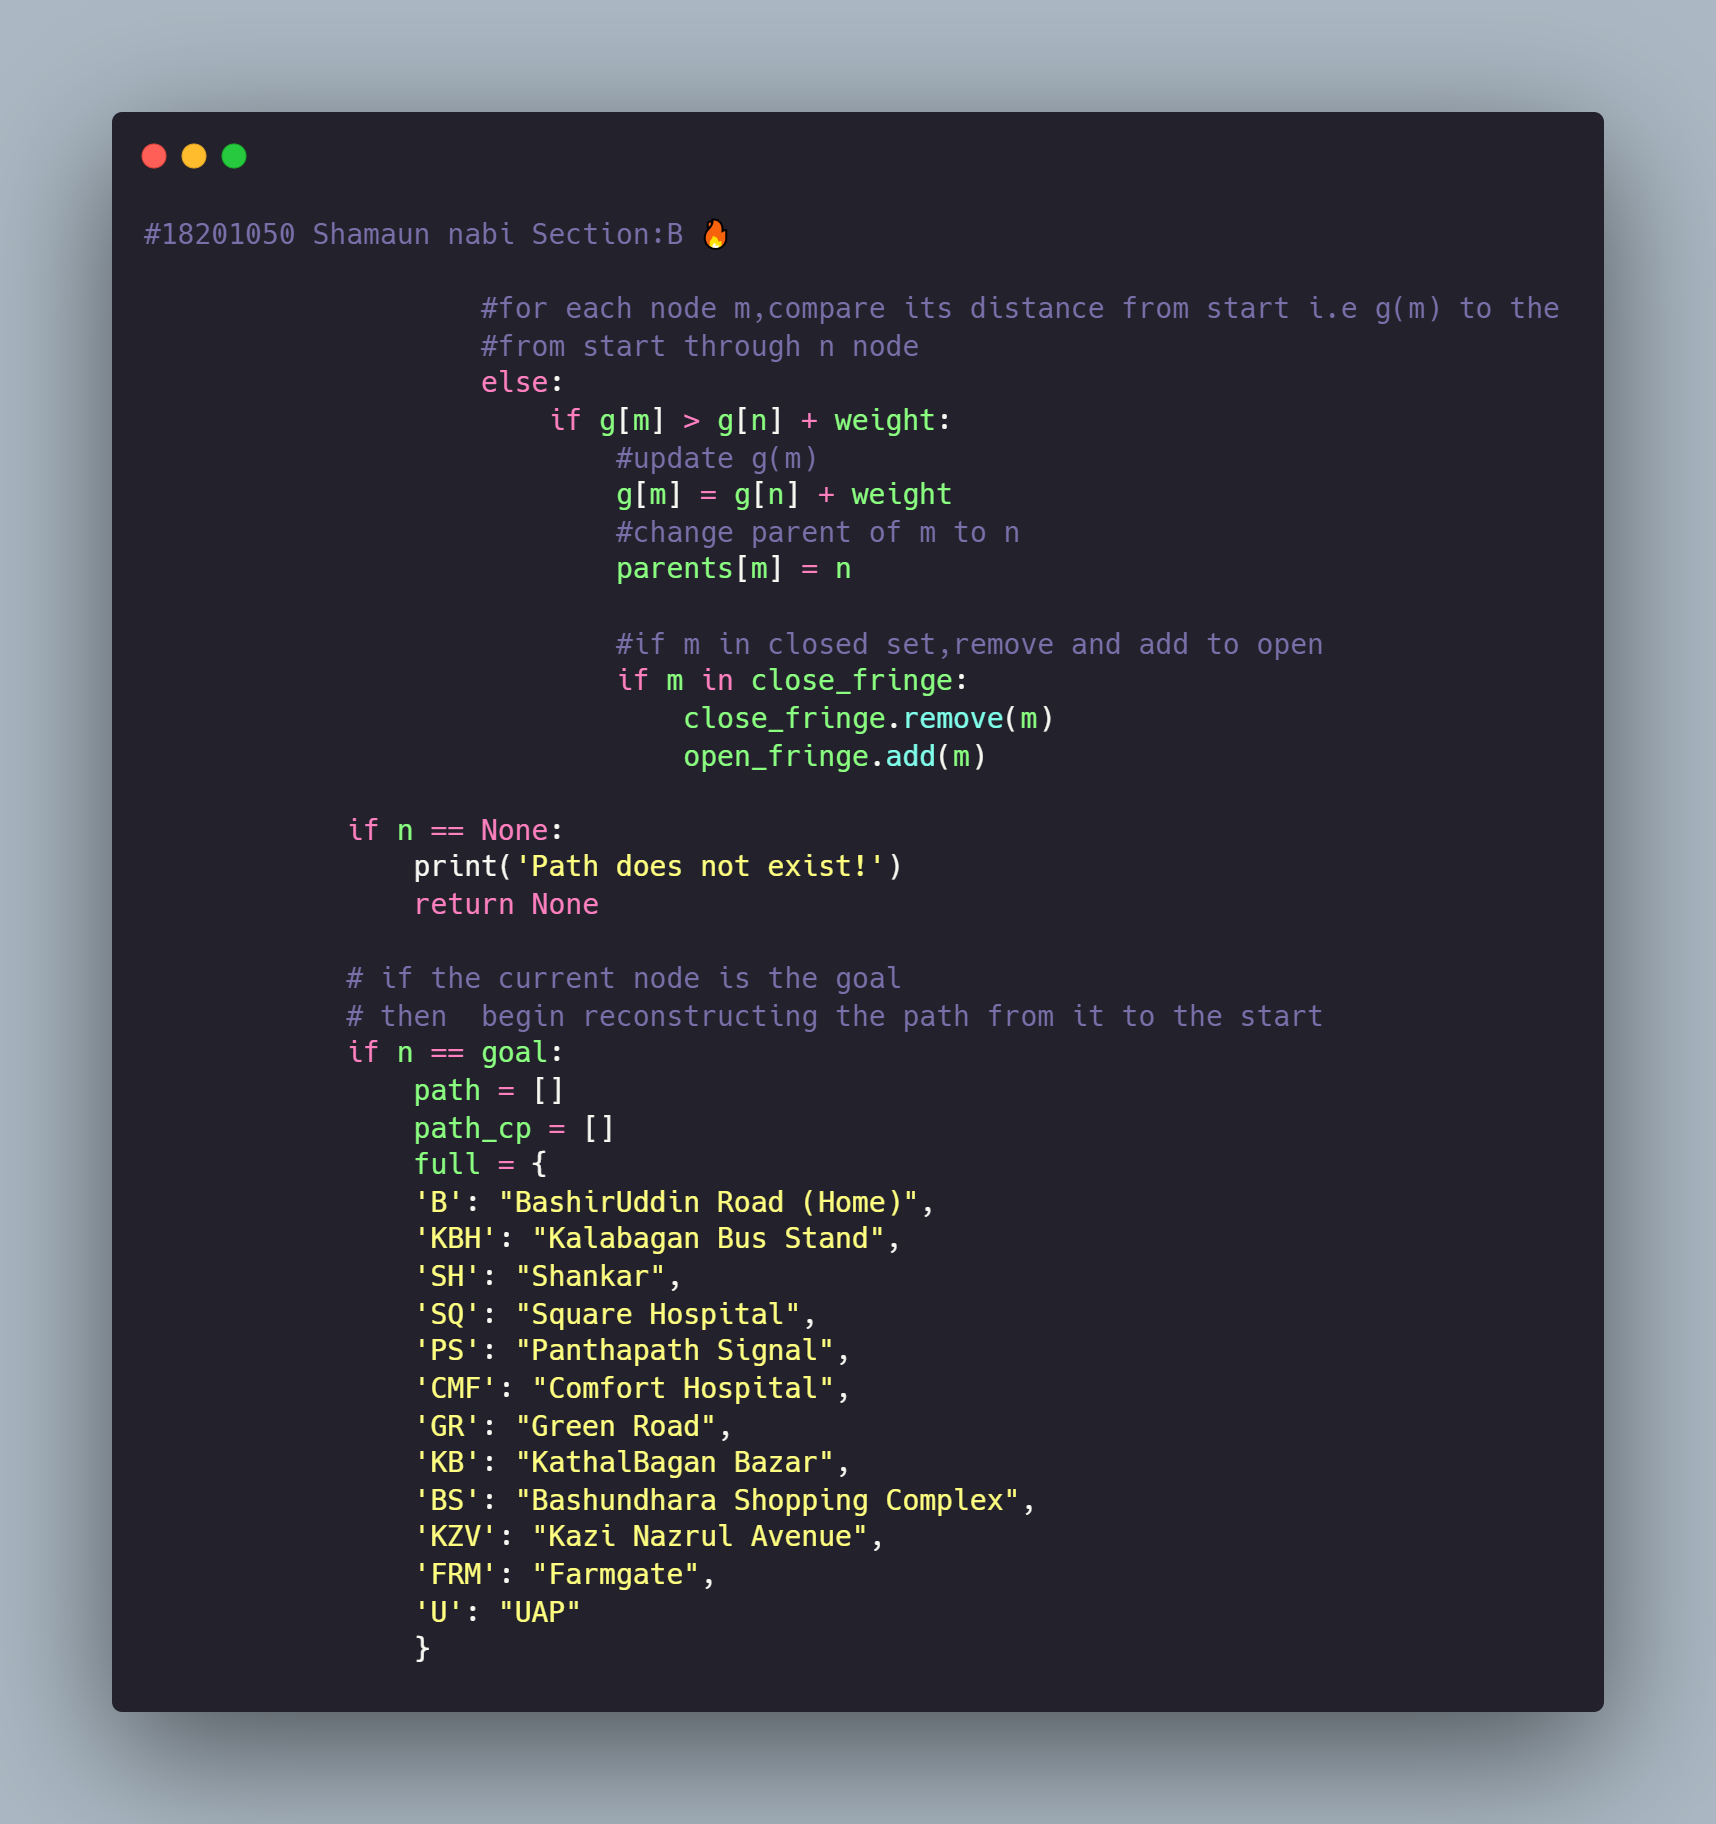 #18201050 Shamaun nabi Section:B 🔥
#for each node m,compare its distance from start i.e g(m) to the
#from start through n node
else:
if g[m] > g[n] + weight:
#update g(m)
g[m] = g[n] + weight
#change parent of m to n
parents[m] = n
#if m in closed set,remove and add to open
if m in close_fringe:
close_fringe.remove(m)
open_fringe.add(m)
if n == None:
print('Path does not exist!')
return None
# if the current node is the goal
# then  begin reconstructing the path from it to the start
if n == goal:
path = []
path_cp = []
full = {
'B': "BashirUddin Road (Home)",
'KBH': "Kalabagan Bus Stand",
'SH': "Shankar",
'SQ': "Square Hospital",
'PS': "Panthapath Signal",
'CMF': "Comfort Hospital",
'GR': "Green Road",
'KB': "KathalBagan Bazar",
'BS': "Bashundhara Shopping Complex",
'KZV': "Kazi Nazrul Avenue",
'FRM': "Farmgate",
'U': "UAP"
}